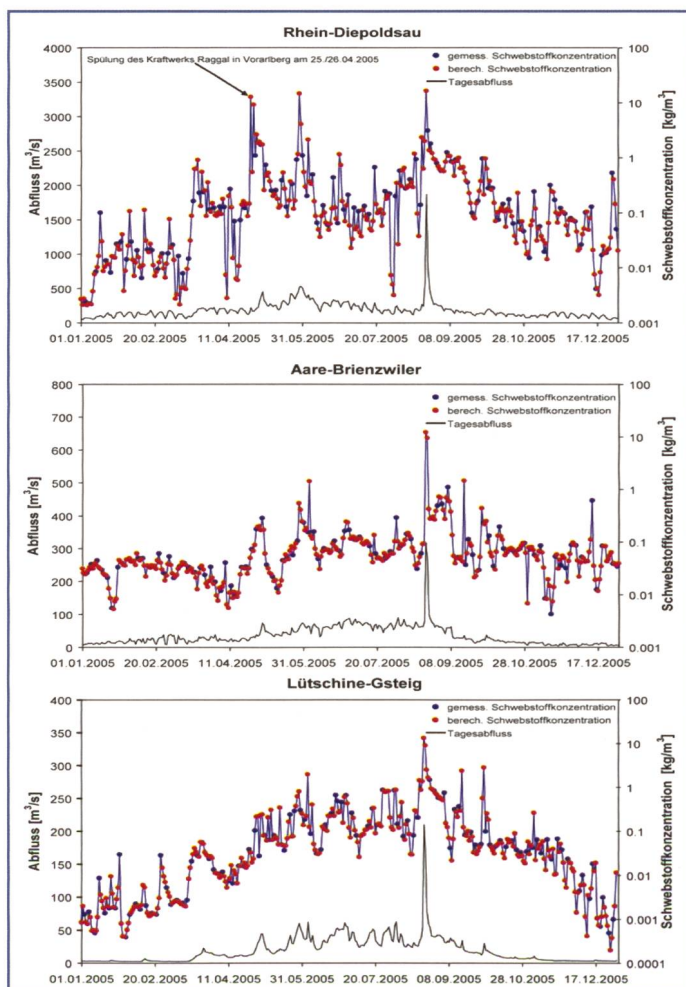 Rhein-Diepoldsau
4000
3500
3000
2500
2000
1500
1000
500
0
Abfluss [m³/s]
Spülung des Kraftwerks Raggal in Vorarlberg am 25./26.04.2005
gemess. Schwebstoffkonzentration
berech. Schwebstoffkonzentration
Tagesabfluss
100
10
1
0.1
0.01
0.001
Schwebstoffkonzentration [kg/m³]
01.01.2005 20.02.2005 11.04.2005 31.05.2005 20.07.2005 08.09.2005 28.10.2005 17.12.2005
Aare-Brienzwiler
800
700
600
500
400
300
200
100
0
Abfluss [m³/s]
gemess. Schwebstoffkonzentration
berech. Schwebstoffkonzentration
Tagesabfluss
100
10
1
0.1
0.01
0.001
Schwebstoffkonzentration [kg/m³]
01.01.2005 20.02.2005 11.04.2005 31.05.2005 20.07.2005 08.09.2005 28.10.2005 17.12.2005
Lütschine-Gsteig
400
350
300
250
200
150
100
50
0
Abfluss [m³/s]
gemess. Schwebstoffkonzentration
berech. Schwebstoffkonzentration
Tagesabfluss
100
10
1
0.1
0.01
0.001
0.0001
Schwebstoffkonzentration [kg/m³]
01.01.2005 20.02.2005 11.04.2005 31.05.2005 20.07.2005 08.09.2005 28.10.2005 17.12.2005